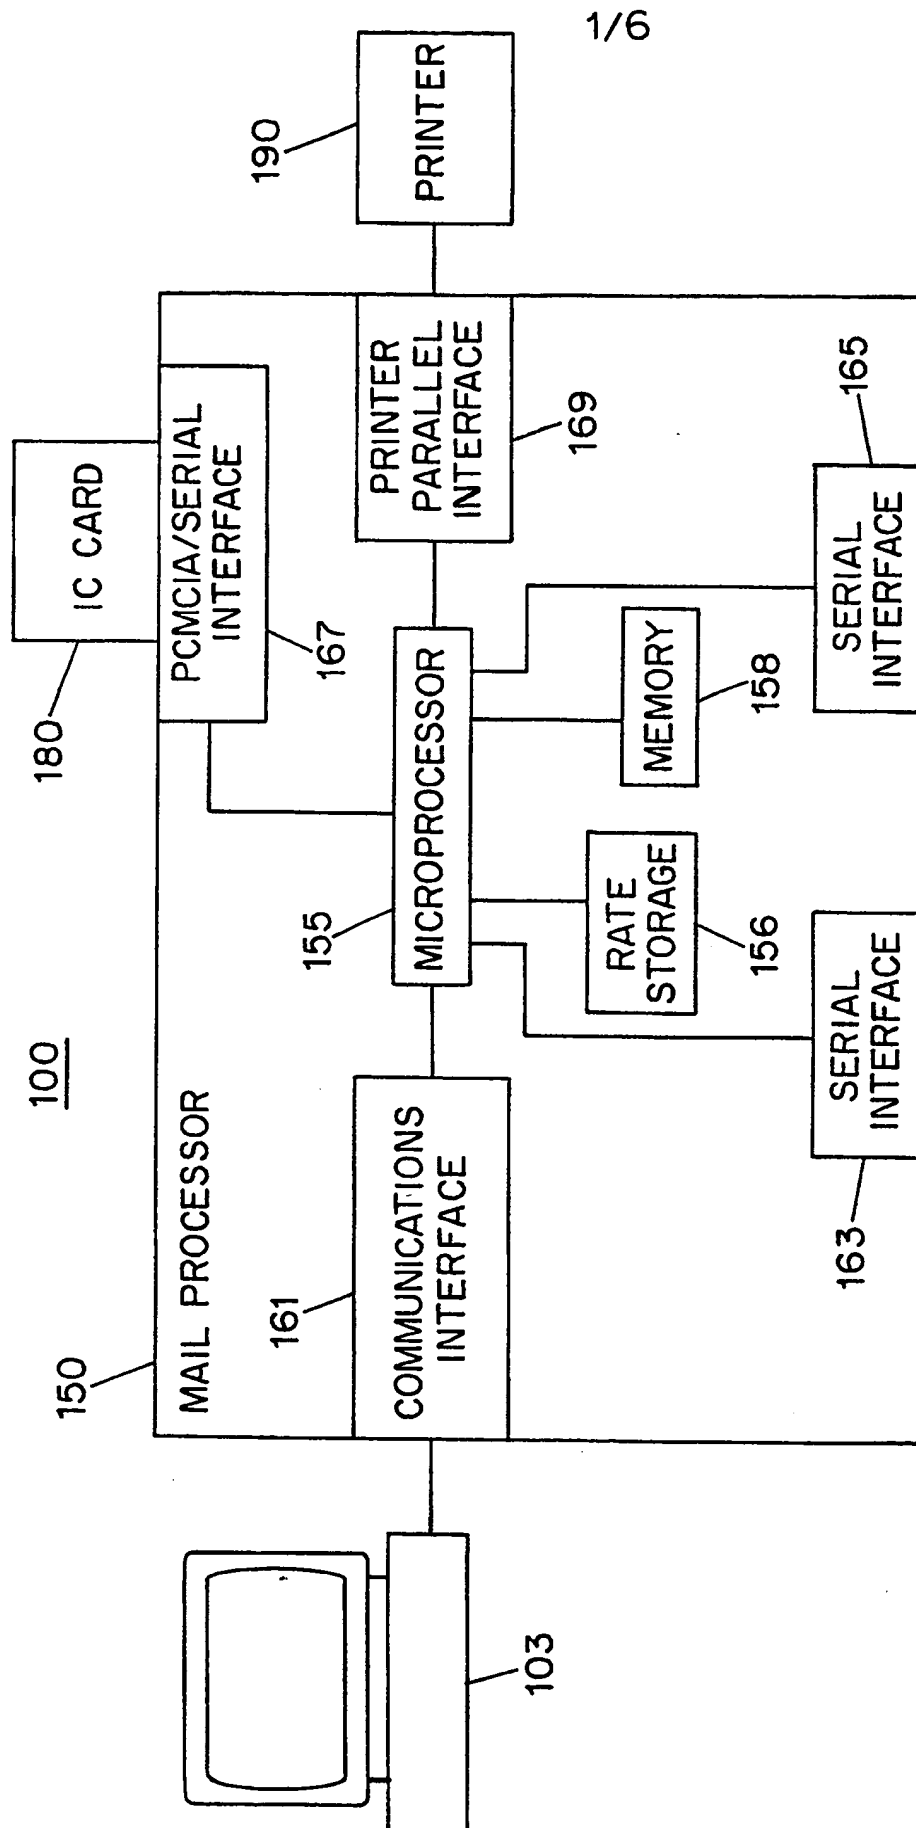 1/6
100
150
MAIL PROCESSOR
180
IC CARD
PCMCIA/SERIAL
INTERFACE
167
190
PRINTER
PRINTER
PARALLEL
INTERFACE
169
155
MICROPROCESSOR
161
COMMUNICATIONS
INTERFACE
103
RATE
STORAGE
156
MEMORY
158
163
SERIAL
INTERFACE
165
SERIAL
INTERFACE